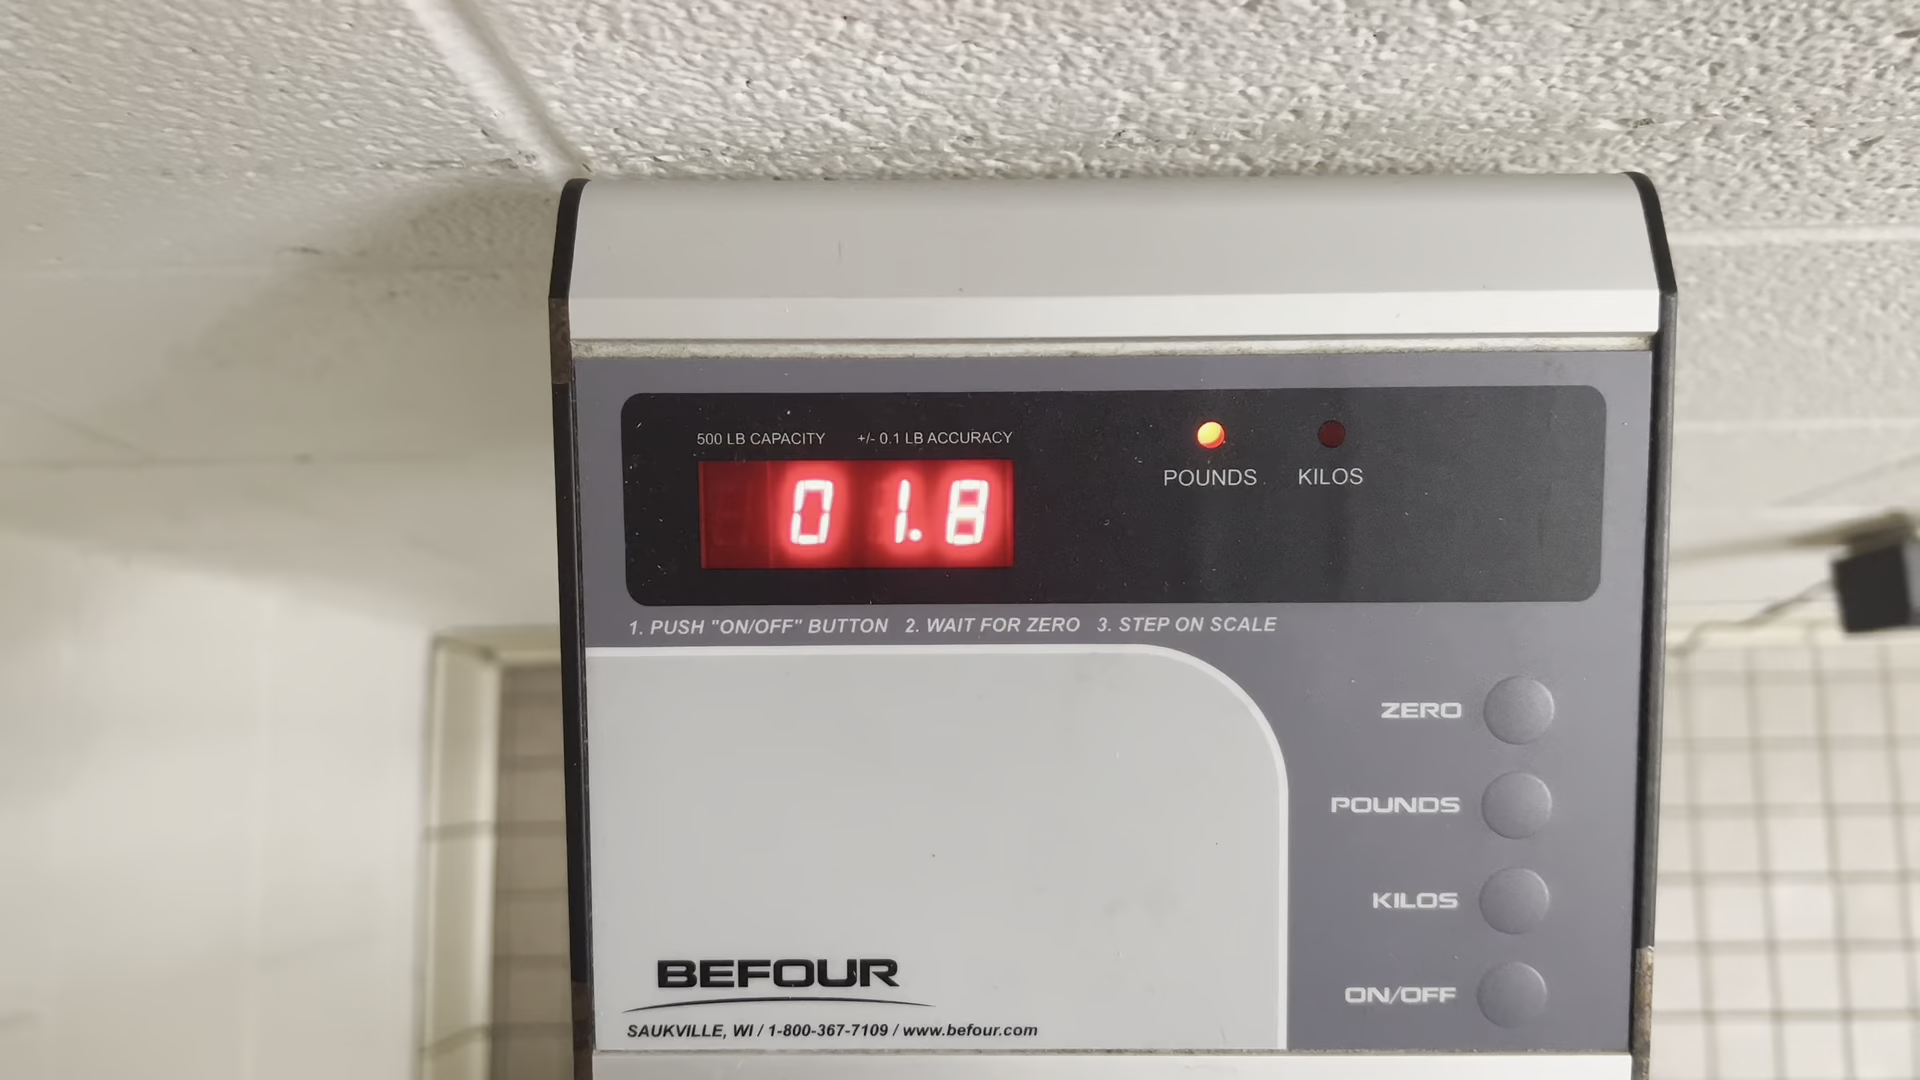 500 LB CAPACITY +/- 0.1 LB ACCURACY
01.8
POUNDS KILOS
1. PUSH "ON/OFF" BUTTON 2. WAIT FOR ZERO 3. STEP ON SCALE
ZERO
POUNDS
KILOS
ON/OFF
BEFOUR
SAUKVILLE, WI / 1-800-367-7109 / www.befour.com